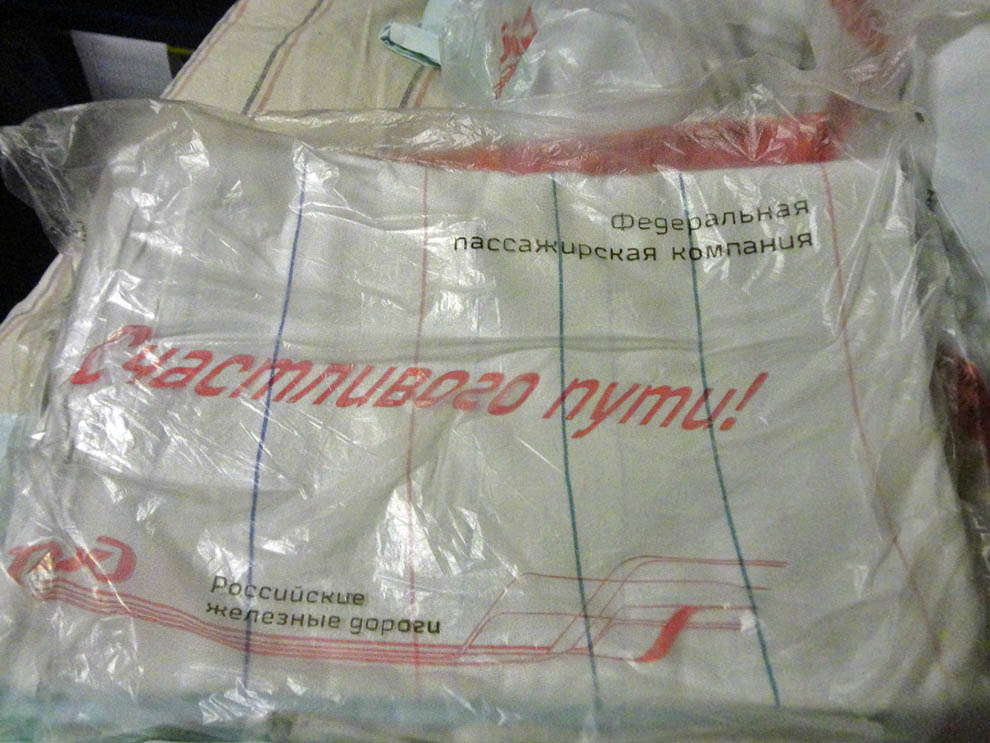 Федеральная
пассажирская компания
Счастливого пути!
Российские
железные дороги